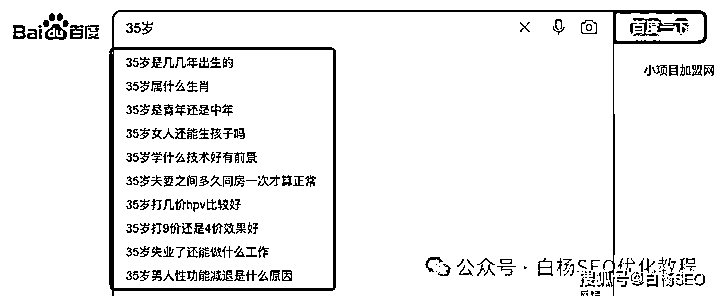 Bai百度
35岁
百度一下
35岁是几几年出生的
小项目加盟网
35岁属什么生肖
35岁是青年还是中年
35岁女人还能生孩子吗
35岁学什么技术好有前景
35岁夫妻之间多久同房一次才算正常
35岁打几价hpv比较好
35岁打9价还是4价效果好
35岁失业了还能做什么工作
35岁男人性功能减退是什么原因
公众号·白杨SEO优化教程
搜狐号@白杨SEO